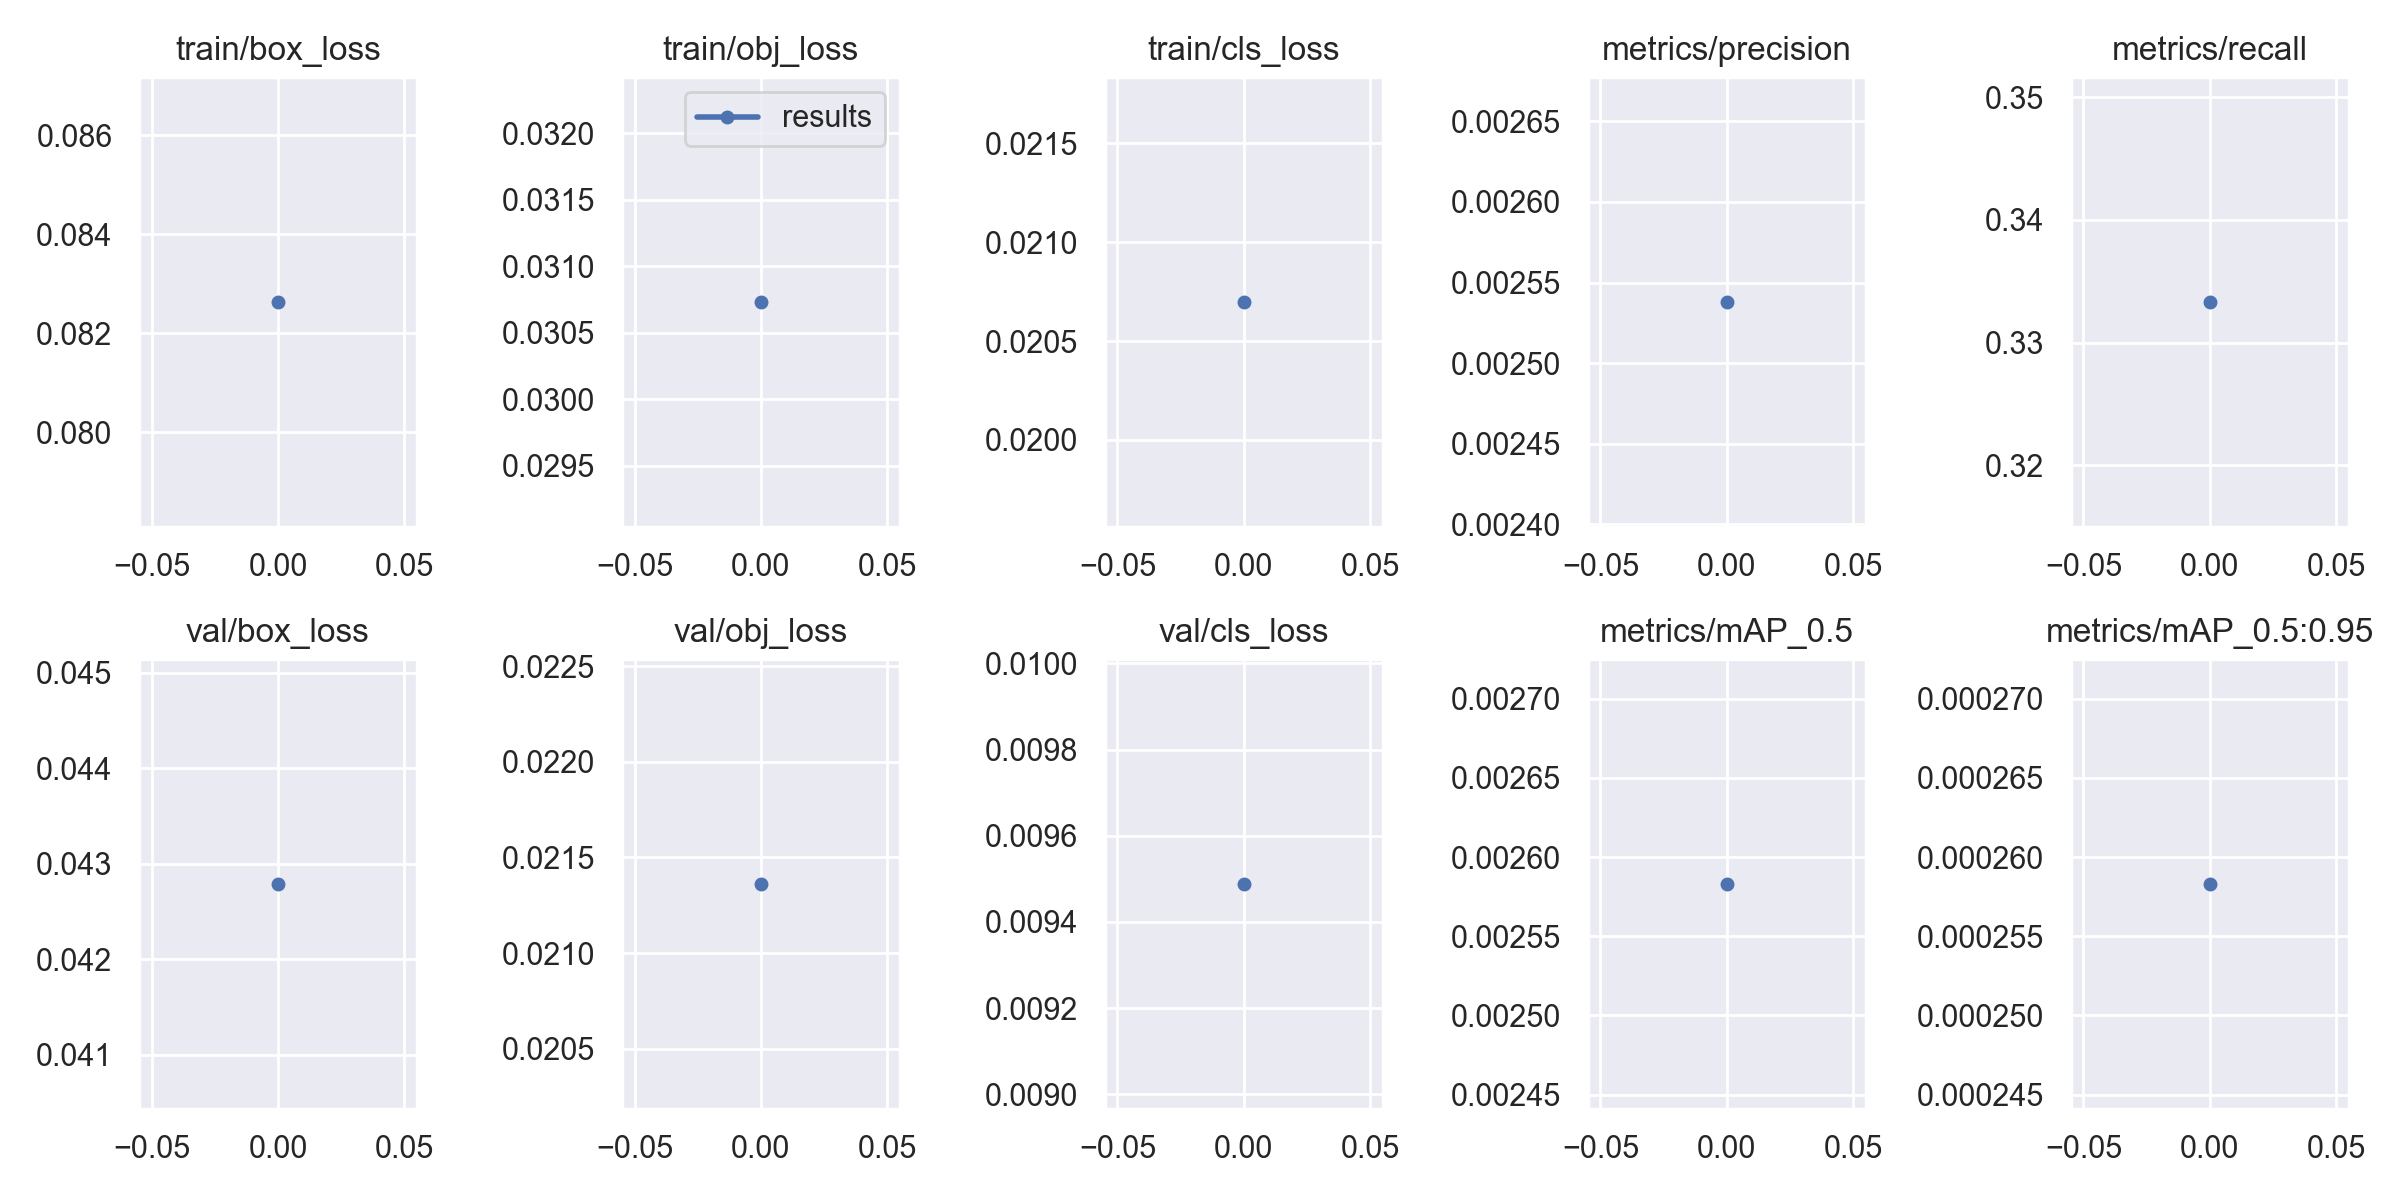 train/box_loss
0.086
0.084
0.082
0.080
−0.05 0.00 0.05
train/obj_loss
results
0.0320
0.0315
0.0310
0.0305
0.0300
0.0295
−0.05 0.00 0.05
train/cls_loss
0.0215
0.0210
0.0205
0.0200
−0.05 0.00 0.05
metrics/precision
0.00265
0.00260
0.00255
0.00250
0.00245
0.00240
−0.05 0.00 0.05
metrics/recall
0.35
0.34
0.33
0.32
−0.05 0.00 0.05
val/box_loss
0.045
0.044
0.043
0.042
0.041
−0.05 0.00 0.05
val/obj_loss
0.0225
0.0220
0.0215
0.0210
0.0205
−0.05 0.00 0.05
val/cls_loss
0.0100
0.0098
0.0096
0.0094
0.0092
0.0090
−0.05 0.00 0.05
metrics/mAP_0.5
0.00270
0.00265
0.00260
0.00255
0.00250
0.00245
−0.05 0.00 0.05
metrics/mAP_0.5:0.95
0.000270
0.000265
0.000260
0.000255
0.000250
0.000245
−0.05 0.00 0.05